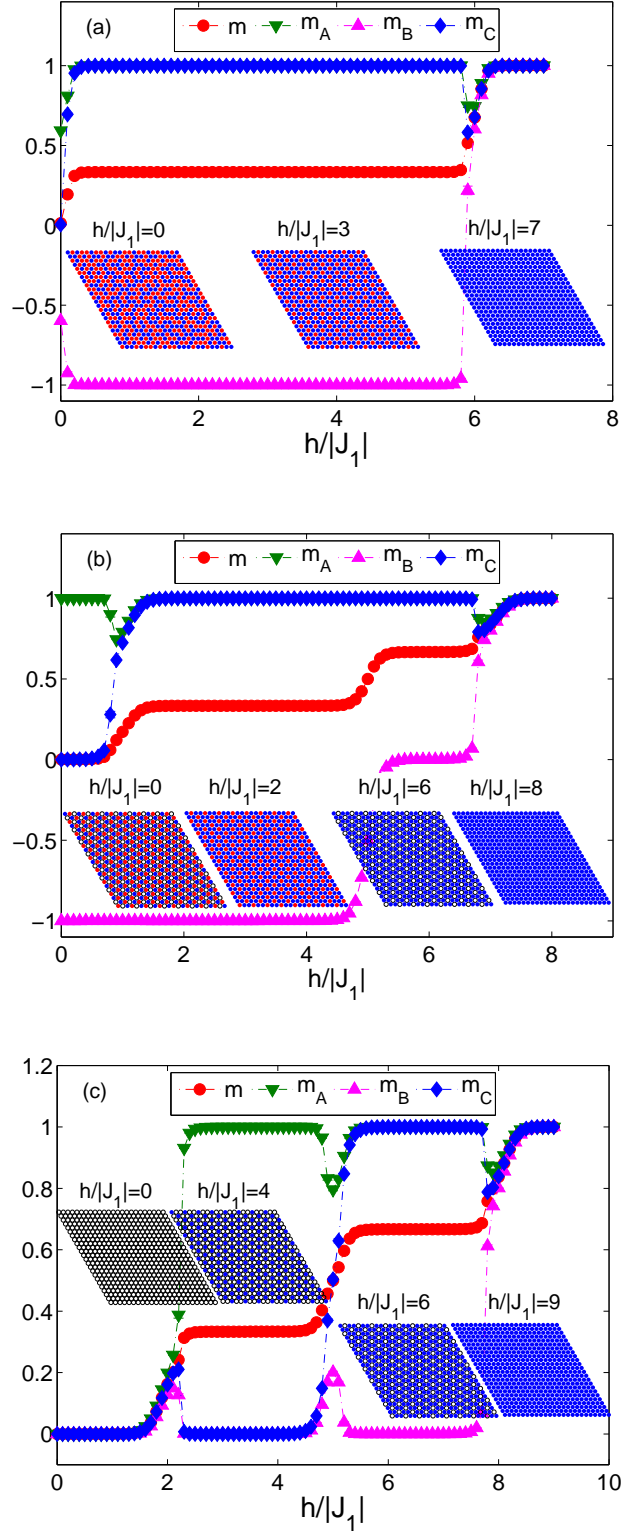 (a)
m m_A m_B m_C
1
0.5
0
−0.5
−1
h/|J_1|=0 h/|J_1|=3 h/|J_1|=7
0 2 4 6 8
h/|J_1|
(b)
m m_A m_B m_C
1
0.5
0
−0.5
−1
h/|J_1|=0 h/|J_1|=2 h/|J_1|=6 h/|J_1|=8
0 2 4 6 8
h/|J_1|
1.2
(c)
m m_A m_B m_C
1
0.8
0.6
0.4
0.2
0
h/|J_1|=0 h/|J_1|=4
h/|J_1|=6 h/|J_1|=9
0 2 4 6 8 10
h/|J_1|